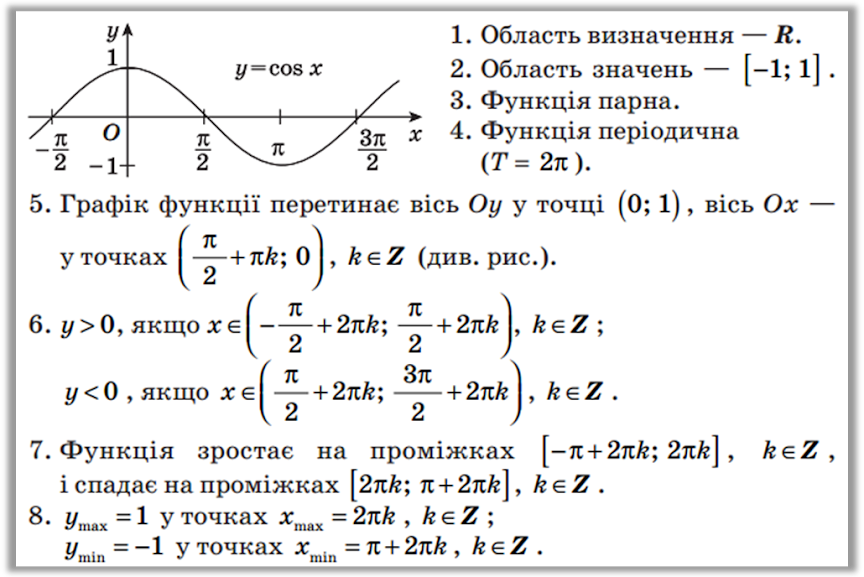 y
1
y=cos x
−π/2
O
π/2
π
3π/2
x
−1
1. Область визначення — R.
2. Область значень — [−1; 1].
3. Функція парна.
4. Функція періодична
(T = 2π).
5. Графік функції перетинає вісь Oy у точці (0; 1), вісь Ox —
у точках (π/2+πk; 0), k∈Z (див. рис.).
6. y>0, якщо x∈(−π/2+2πk; π/2+2πk), k∈Z;
y<0, якщо x∈(π/2+2πk; 3π/2+2πk), k∈Z.
7. Функція зростає на проміжках [−π+2πk; 2πk], k∈Z,
і спадає на проміжках [2πk; π+2πk], k∈Z.
8. y_max =1 у точках x_max =2πk, k∈Z;
y_min =−1 у точках x_min =π+2πk, k∈Z.